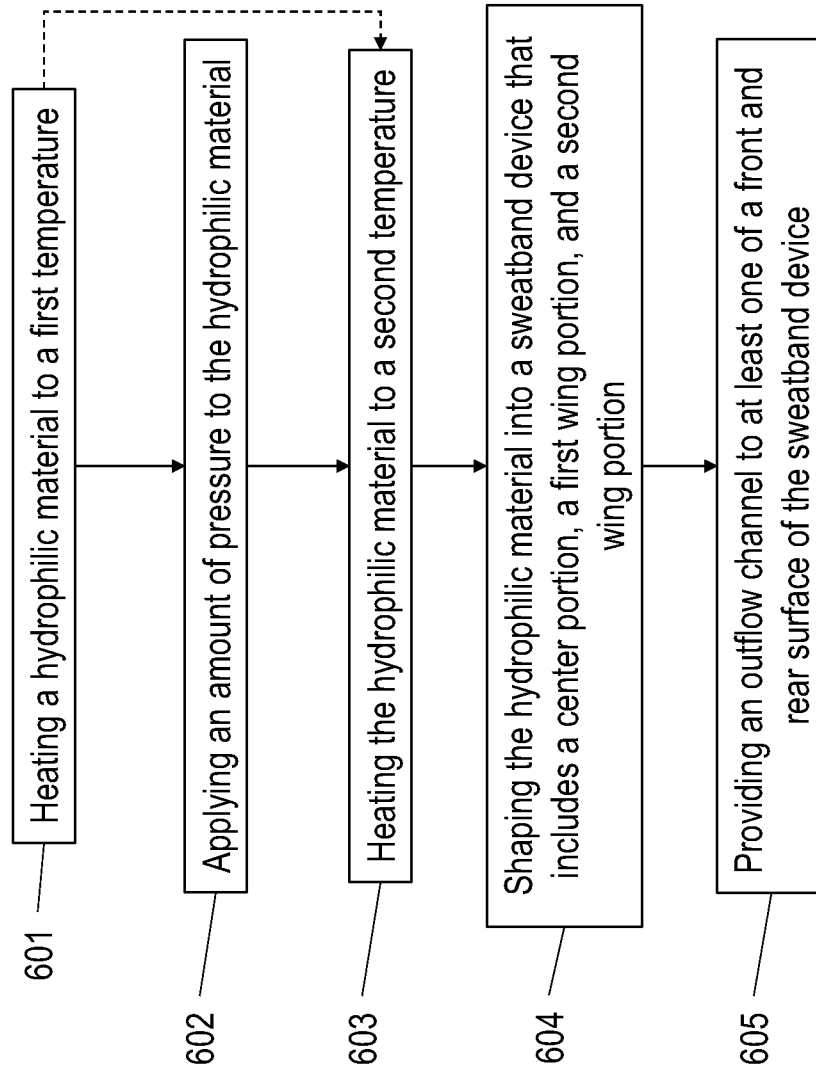 601
Heating a hydrophilic material to a first temperature
602
Applying an amount of pressure to the hydrophilic material
603
Heating the hydrophilic material to a second temperature
604
Shaping the hydrophilic material into a sweatband device that
includes a center portion, a first wing portion, and a second
wing portion
605
Providing an outflow channel to at least one of a front and
rear surface of the sweatband device